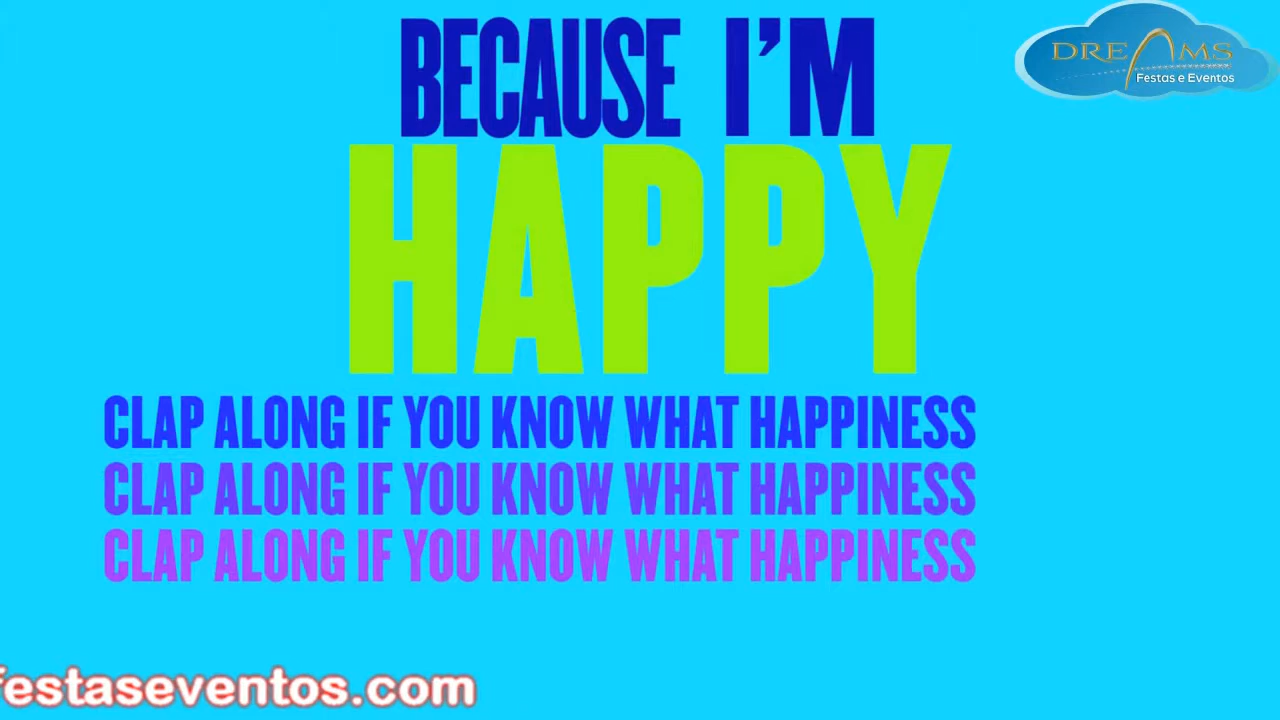 BECAUSE I'M
HAPPY
CLAP ALONG IF YOU KNOW WHAT HAPPINESS
CLAP ALONG IF YOU KNOW WHAT HAPPINESS
CLAP ALONG IF YOU KNOW WHAT HAPPINESS
DREAMS
Festas e Eventos
festaseventos.com